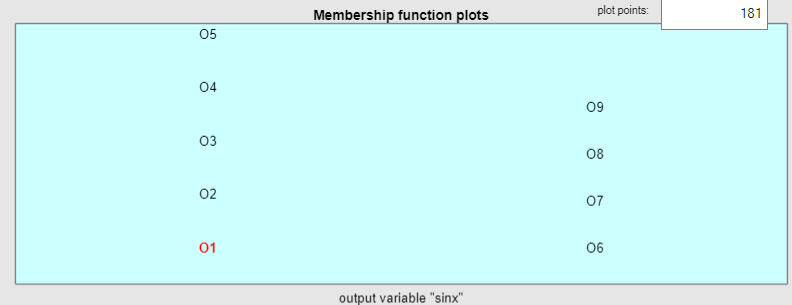 Membership function plots
plot points:
181
O5
O4
O3
O2
O1
O9
O8
O7
O6
output variable "sinx"